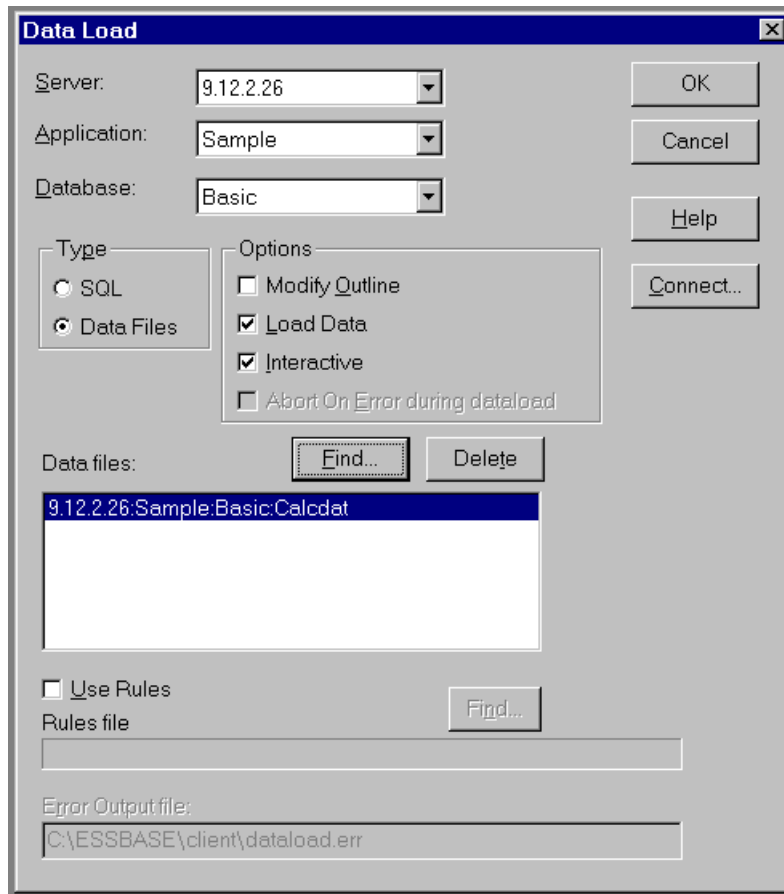 Data Load
Server:
9.12.2.26
OK
Application:
Sample
Cancel
Database:
Basic
Help
Connect...
Type
SQL
Data Files
Options
Modify Outline
Load Data
Interactive
Abort On Error during dataload
Data files:
Find...
Delete
9.12.2.26:Sample:Basic:Calcdat
Use Rules
Find...
Rules file
Error Output file:
C:\ESSBASE\client\dataload.err